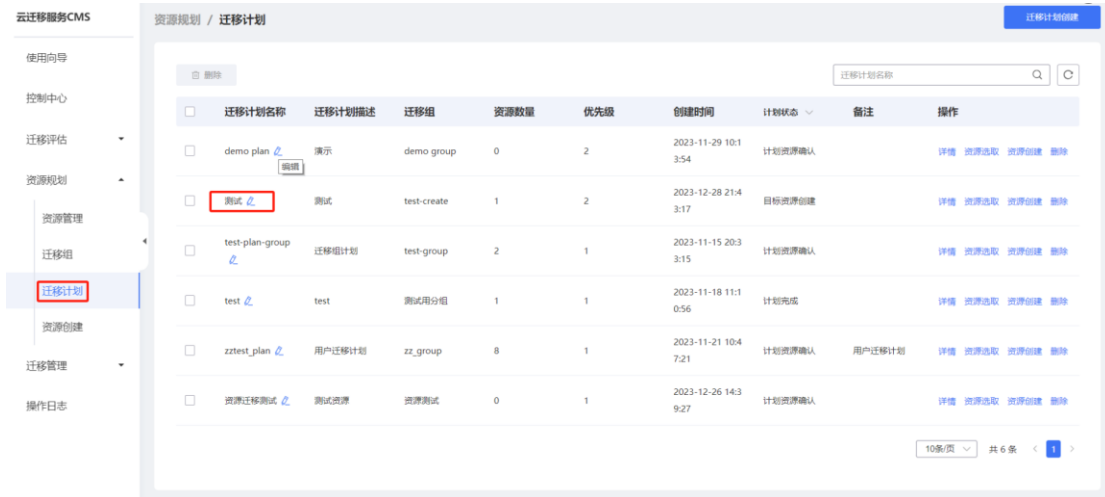 云迁移服务CMS
资源规划 / 迁移计划
迁移计划创建
使用向导
控制中心
迁移评估
资源规划
资源管理
迁移组
迁移计划
资源创建
迁移管理
操作日志
删除
迁移计划名称
迁移计划名称 迁移计划描述 迁移组 资源数量 优先级 创建时间 计划状态 备注 操作
demo plan 演示 demo group 0 2 2023-11-29 10:1 计划资源确认 详情 资源选取 资源创建 删除
3:54
编辑
测试 测试 test-create 1 2 2023-12-28 21:4 目标资源创建 详情 资源选取 资源创建 删除
3:17
test-plan-group 迁移组计划 test-group 2 1 2023-11-15 20:3 计划资源确认 详情 资源选取 资源创建 删除
3:15
test test 测试用分组 1 1 2023-11-18 11:1 计划完成 详情 资源选取 资源创建 删除
0:56
zztest_plan 用户迁移计划 zz_group 8 1 2023-11-21 10:4 计划资源确认 用户迁移计划 详情 资源选取 资源创建 删除
7:21
资源迁移测试 测试资源 资源测试 0 1 2023-12-26 14:3 计划资源确认 详情 资源选取 资源创建 删除
9:27
10条/页 共 6 条 1